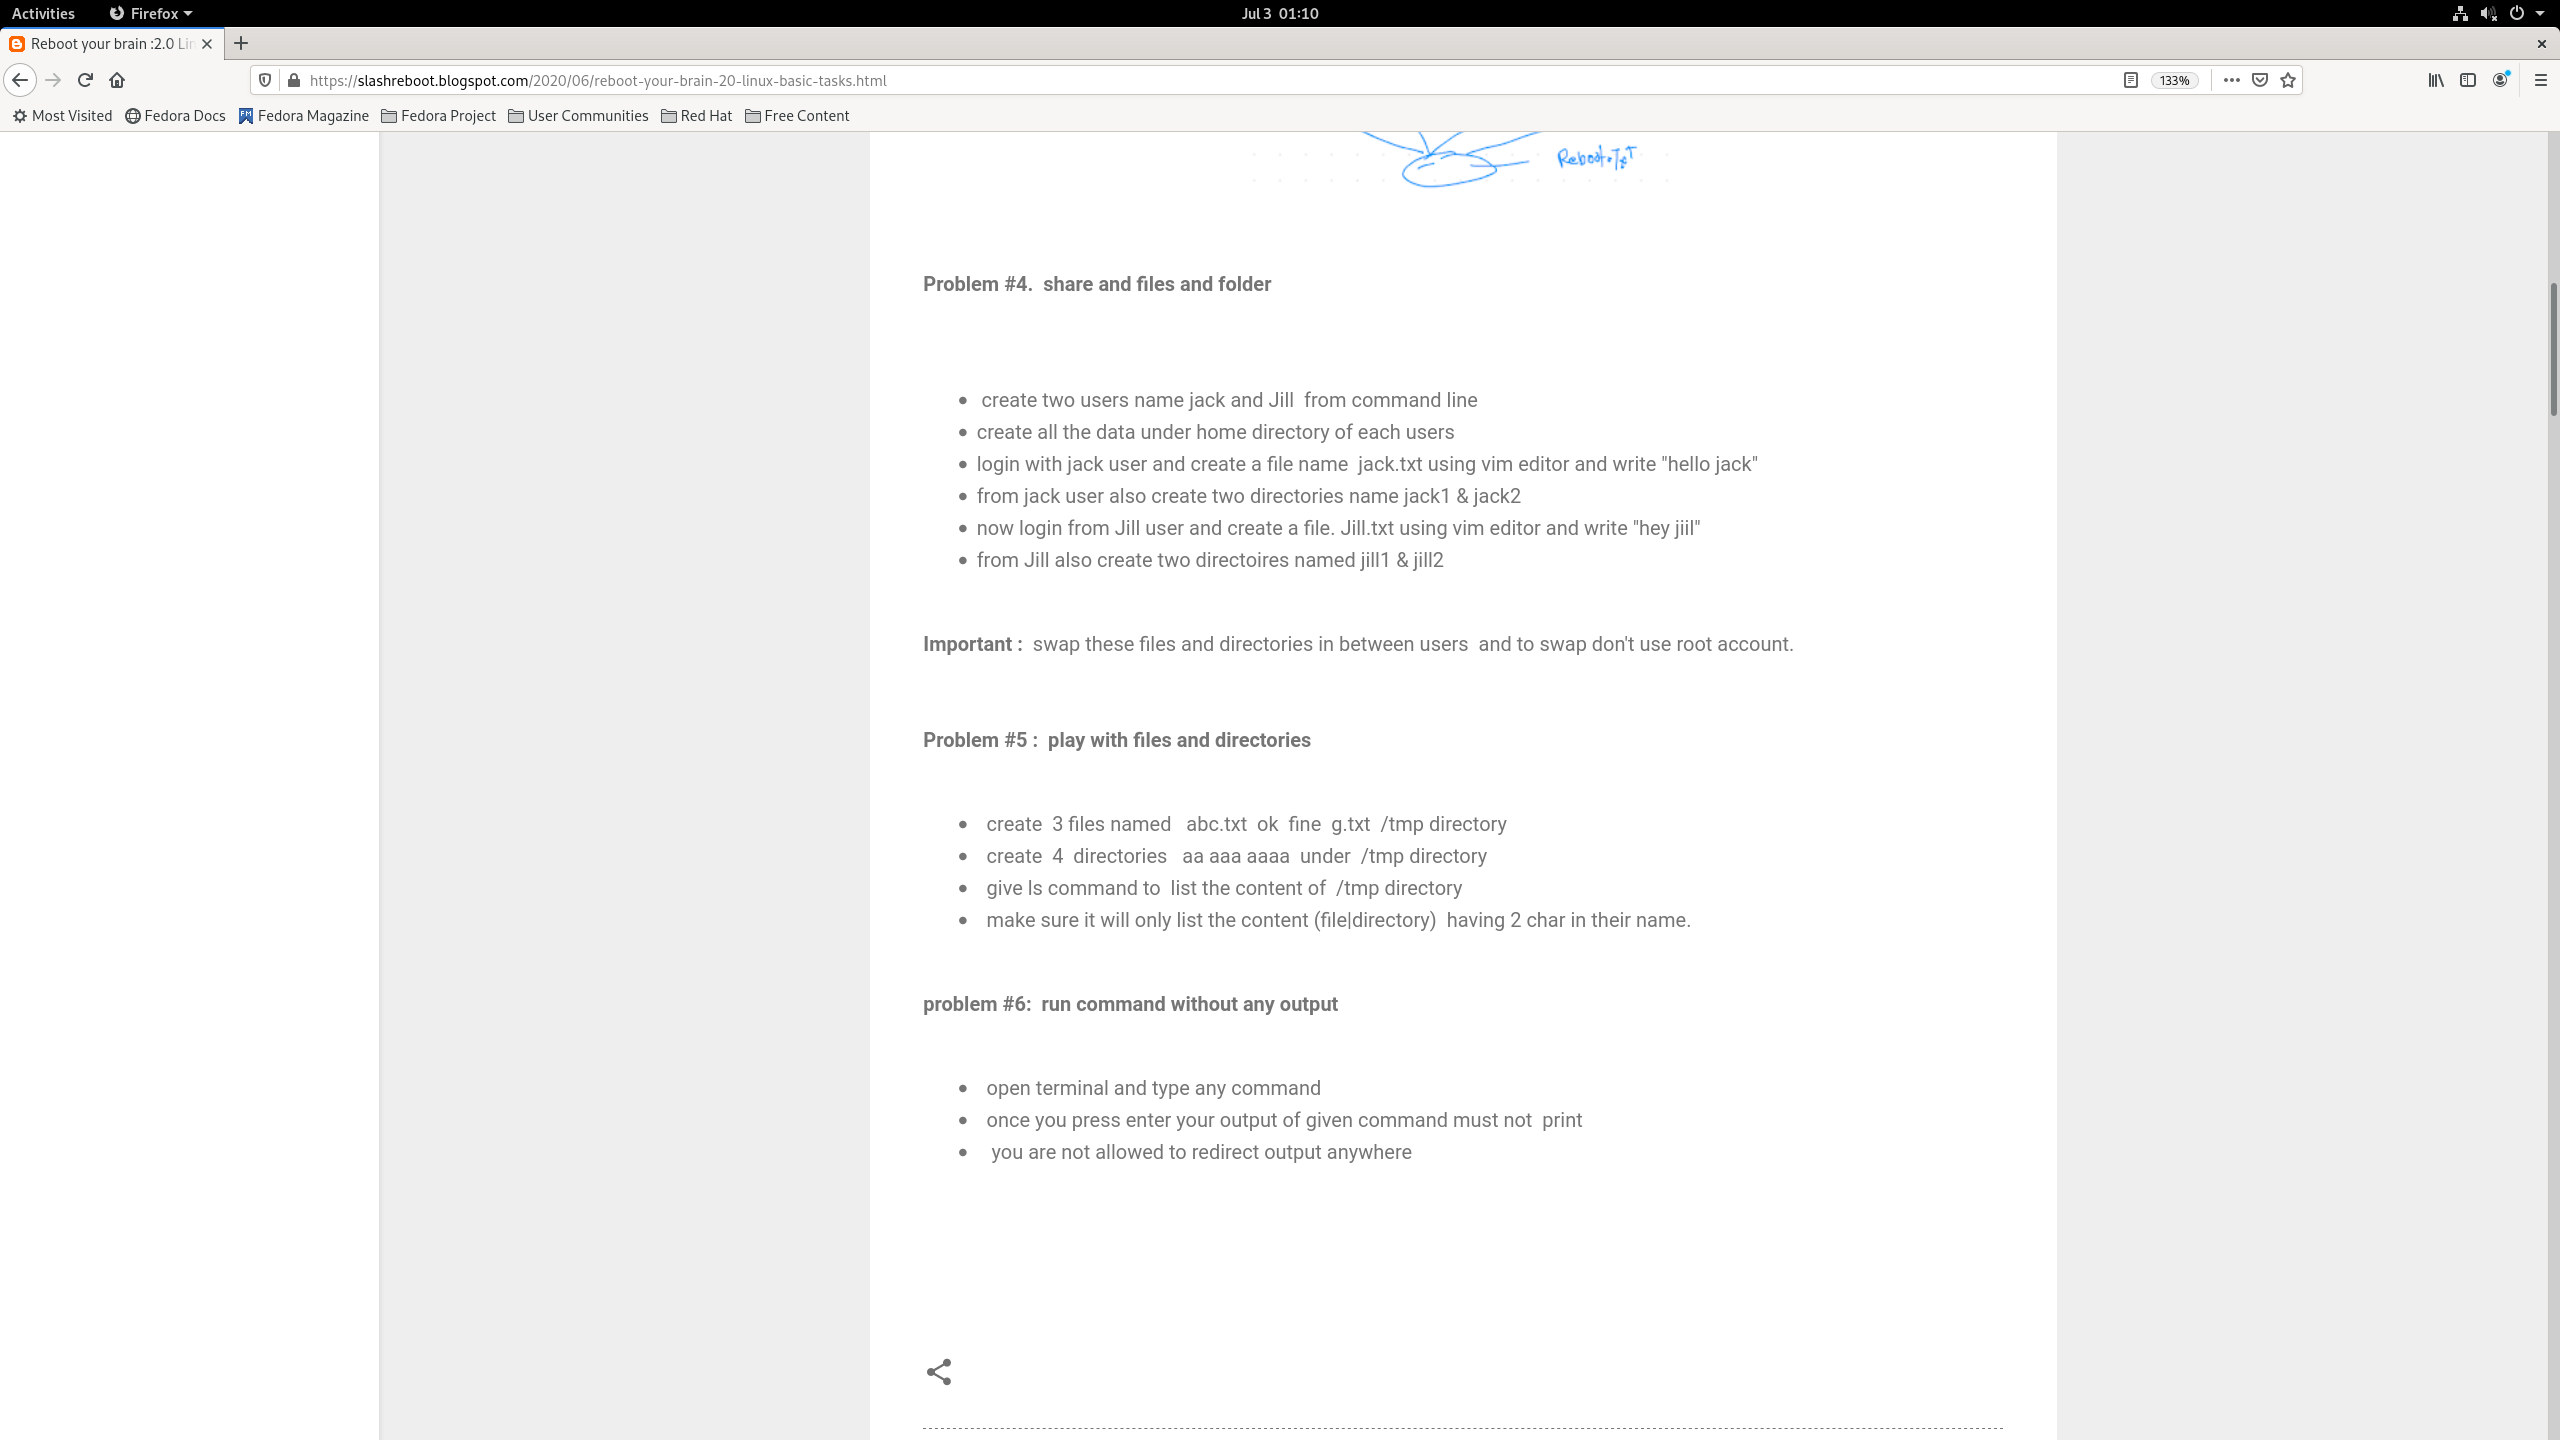 Activities Firefox Jul 3 01:10
Reboot your brain :2.0 Lin
https://slashreboot.blogspot.com/2020/06/reboot-your-brain-20-linux-basic-tasks.html 133%
Most Visited Fedora Docs Fedora Magazine Fedora Project User Communities Red Hat Free Content
Reboot.TxT
Problem #4. share and files and folder
create two users name jack and Jill from command line
create all the data under home directory of each users
login with jack user and create a file name jack.txt using vim editor and write "hello jack"
from jack user also create two directories name jack1 & jack2
now login from Jill user and create a file. Jill.txt using vim editor and write "hey jiil"
from Jill also create two directoires named jill1 & jill2
Important : swap these files and directories in between users and to swap don't use root account.
Problem #5 : play with files and directories
create 3 files named abc.txt ok fine g.txt /tmp directory
create 4 directories aa aaa aaaa under /tmp directory
give ls command to list the content of /tmp directory
make sure it will only list the content (file|directory) having 2 char in their name.
problem #6: run command without any output
open terminal and type any command
once you press enter your output of given command must not print
you are not allowed to redirect output anywhere